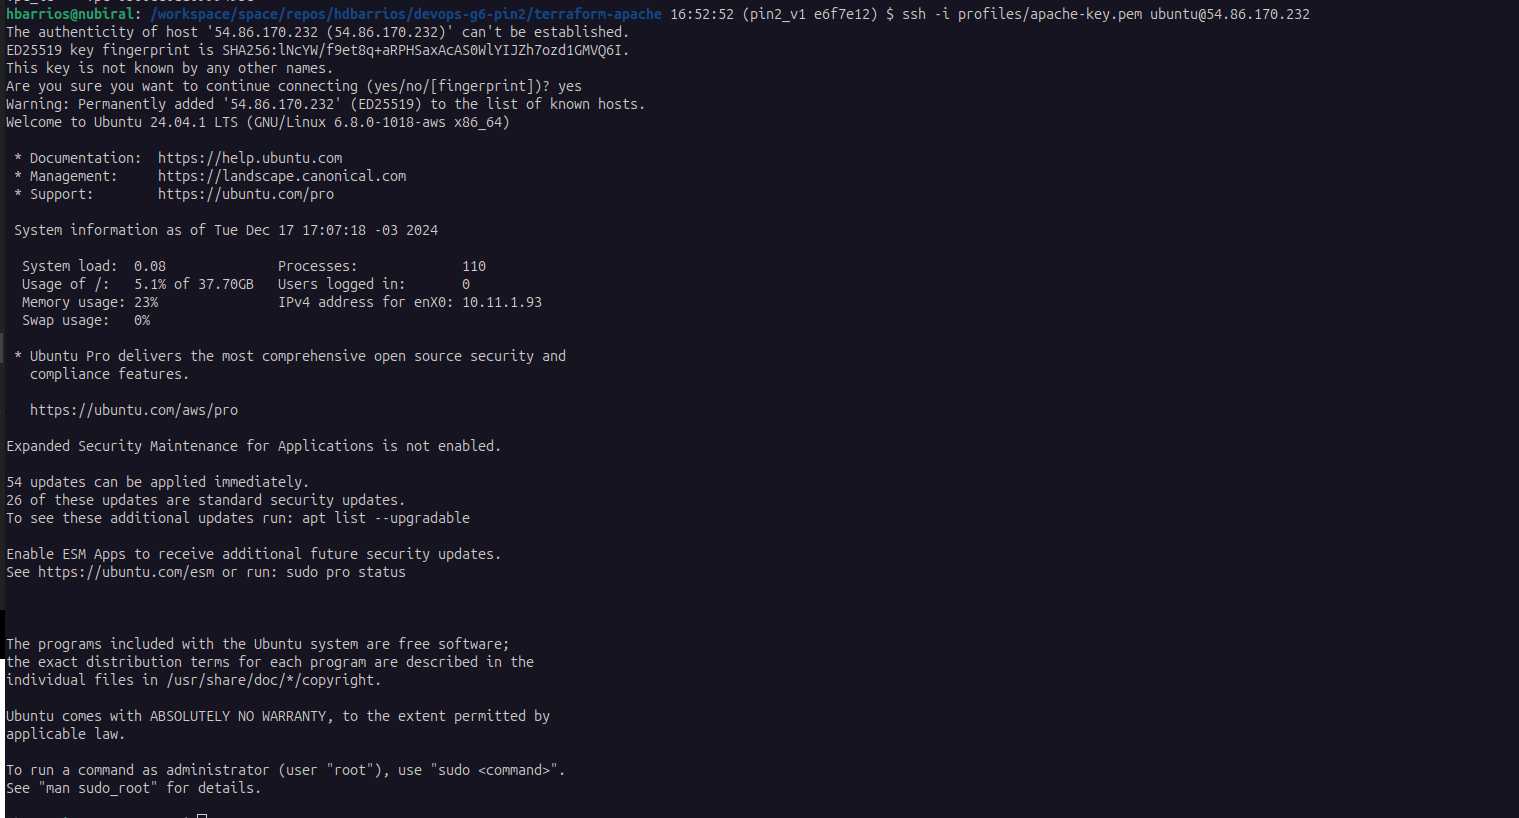 hbarrios@nubiral: /workspace/space/repos/hdbarrios/devops-g6-pin2/terraform-apache 16:52:52 (pin2_v1 e6f7e12) $ ssh -i profiles/apache-key.pem ubuntu@54.86.170.232
The authenticity of host '54.86.170.232 (54.86.170.232)' can't be established.
ED25519 key fingerprint is SHA256:lNcYW/f9et8q+aRPHSaxAcAS0WlYIJZh7ozd1GMVQ6I.
This key is not known by any other names.
Are you sure you want to continue connecting (yes/no/[fingerprint])? yes
Warning: Permanently added '54.86.170.232' (ED25519) to the list of known hosts.
Welcome to Ubuntu 24.04.1 LTS (GNU/Linux 6.8.0-1018-aws x86_64)

 * Documentation:  https://help.ubuntu.com
 * Management:     https://landscape.canonical.com
 * Support:        https://ubuntu.com/pro

 System information as of Tue Dec 17 17:07:18 -03 2024

  System load:  0.08              Processes:             110
  Usage of /:   5.1% of 37.70GB   Users logged in:       0
  Memory usage: 23%               IPv4 address for enX0: 10.11.1.93
  Swap usage:   0%

 * Ubuntu Pro delivers the most comprehensive open source security and
   compliance features.

   https://ubuntu.com/aws/pro

Expanded Security Maintenance for Applications is not enabled.

54 updates can be applied immediately.
26 of these updates are standard security updates.
To see these additional updates run: apt list --upgradable

Enable ESM Apps to receive additional future security updates.
See https://ubuntu.com/esm or run: sudo pro status

The programs included with the Ubuntu system are free software;
the exact distribution terms for each program are described in the
individual files in /usr/share/doc/*/copyright.

Ubuntu comes with ABSOLUTELY NO WARRANTY, to the extent permitted by
applicable law.

To run a command as administrator (user "root"), use "sudo <command>".
See "man sudo_root" for details.